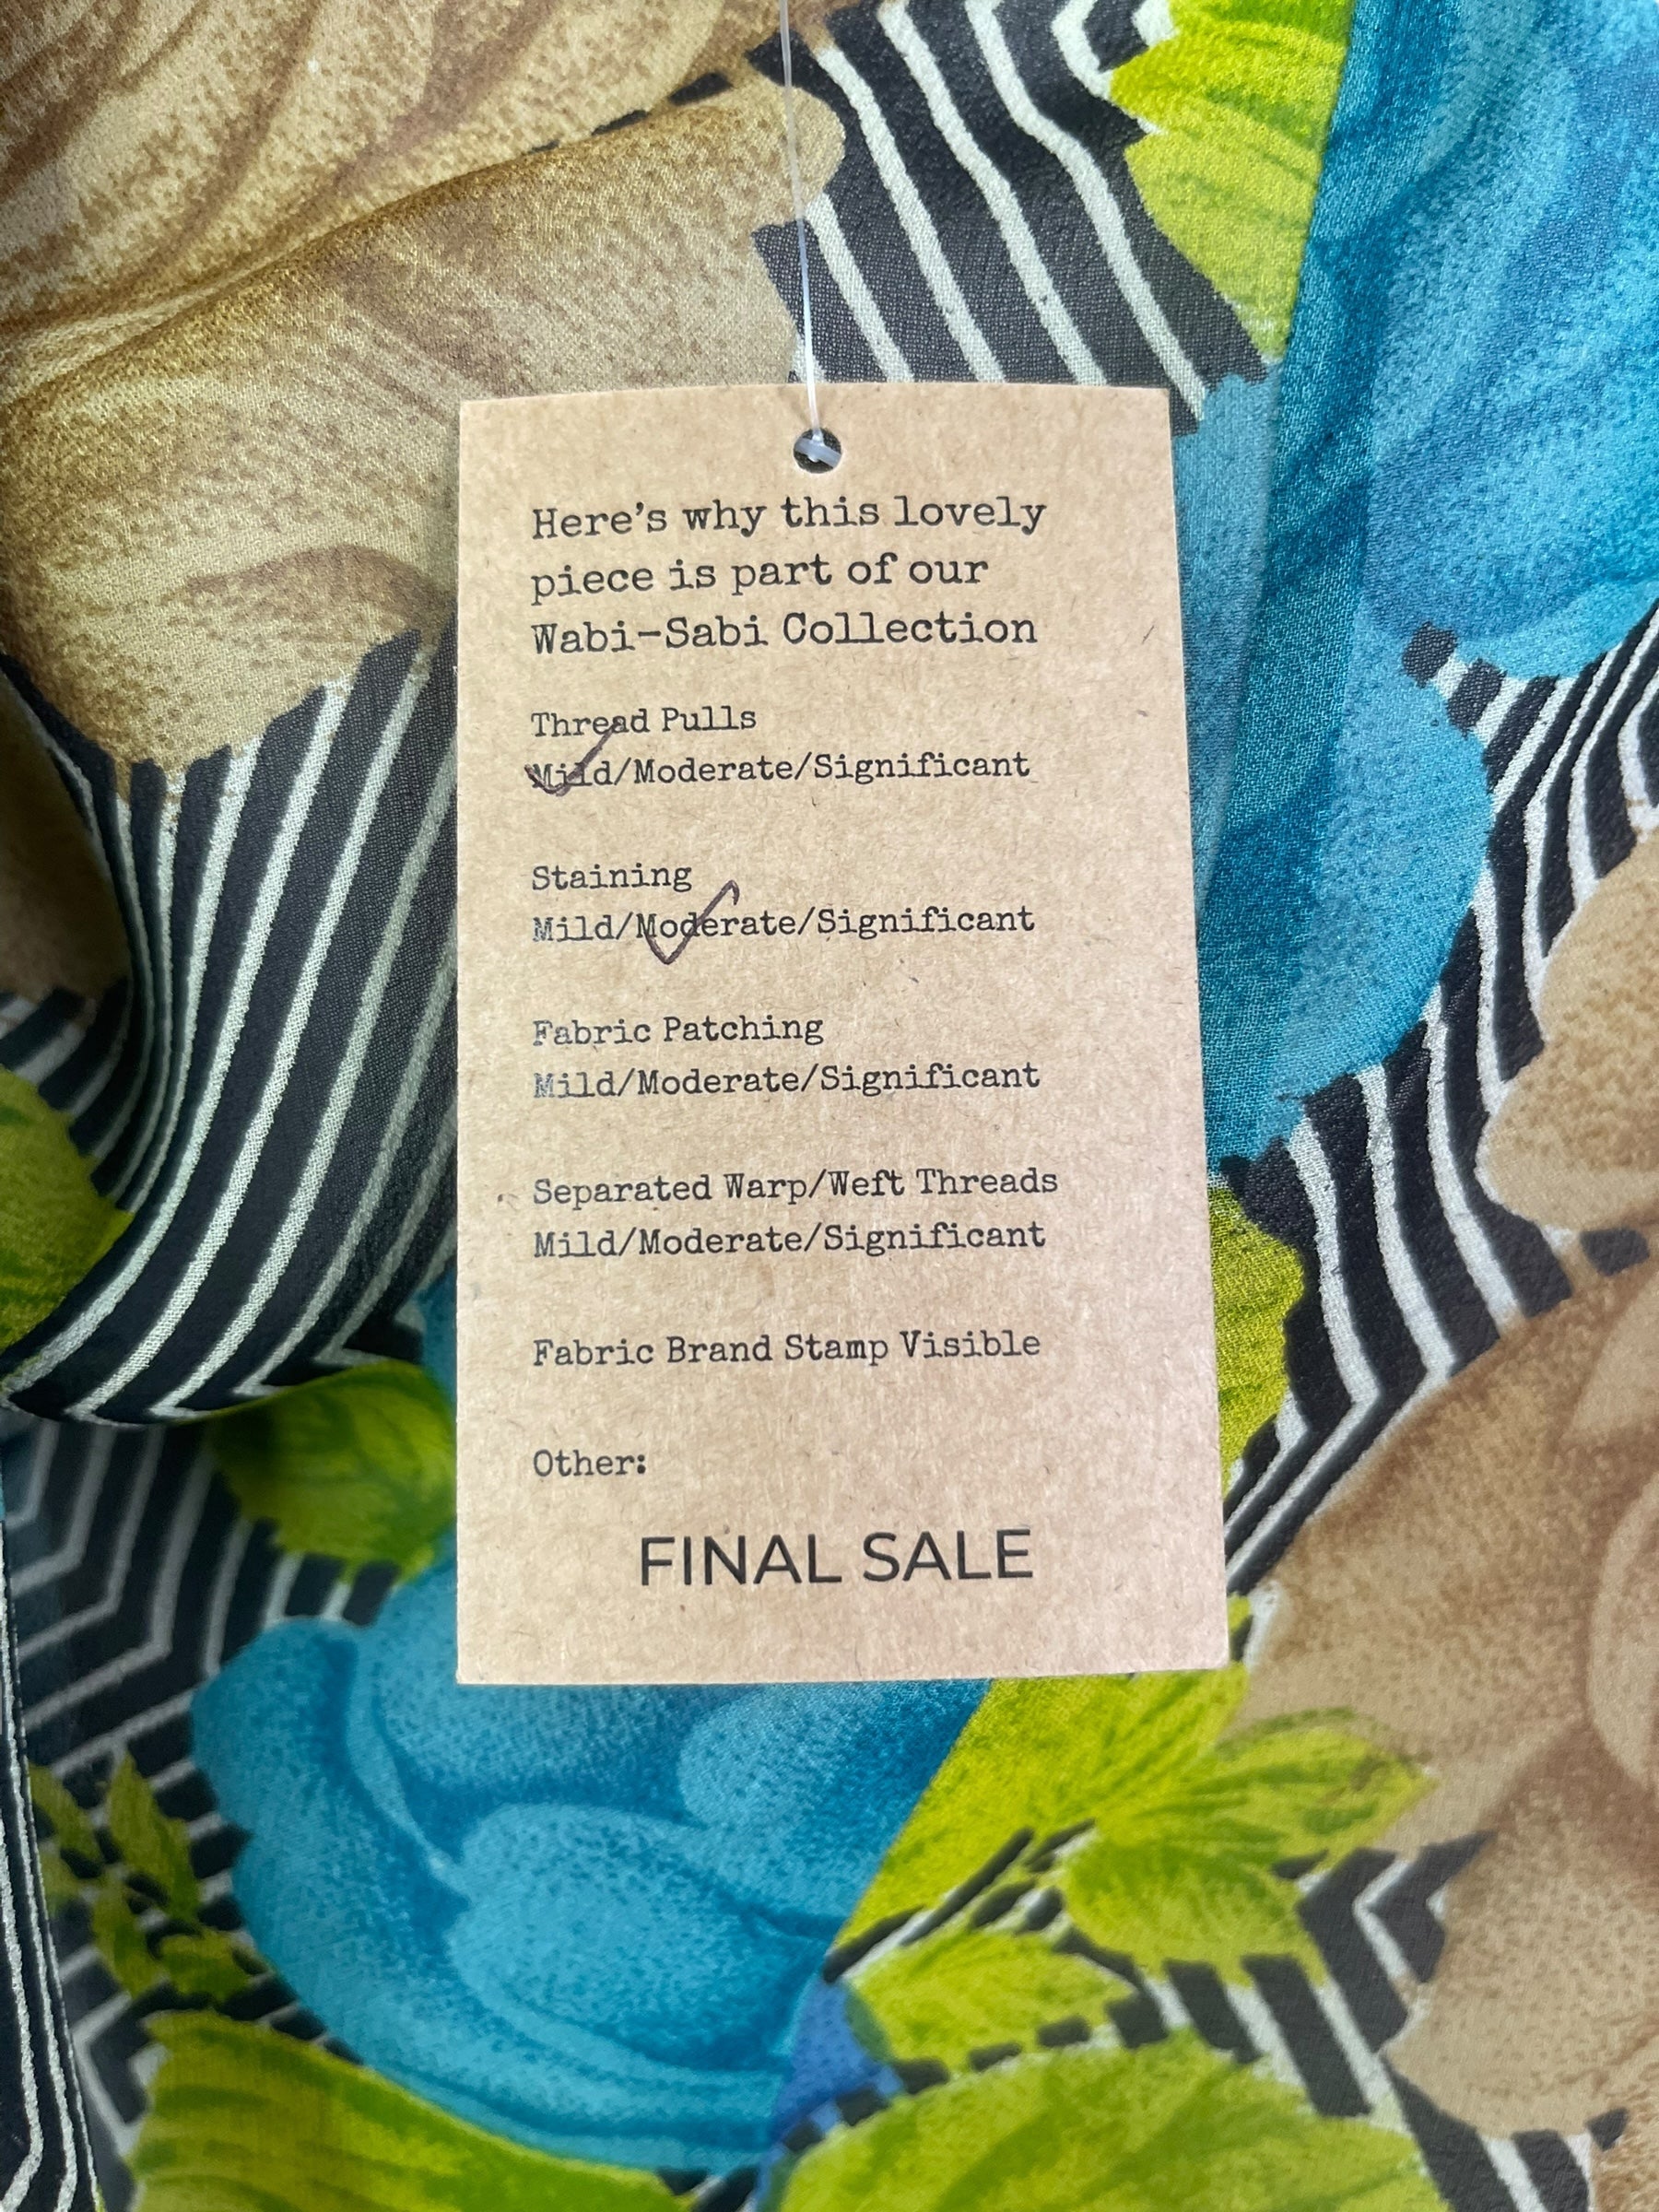 Here's why this lovely
piece is part of our
Wabi-Sabi Collection
Thread Pulls
Mild/Moderate/Significant
Staining
Mild/Moderate/Significant
Fabric Patching
Mild/Moderate/Significant
Separated Warp/Weft Threads
Mild/Moderate/Significant
Fabric Brand Stamp Visible
Other:
FINAL SALE